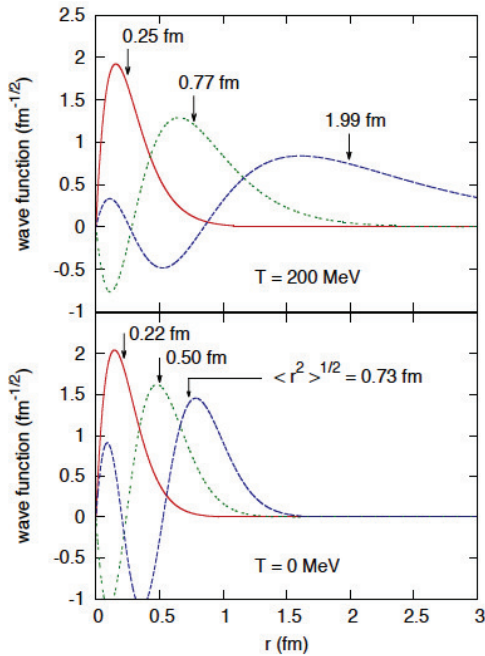 2.5
0.25 fm
2
0.77 fm
1.5
1.99 fm
1
0.5
0
-0.5
T = 200 MeV
-1
wave function (fm⁻¹/²)
0.22 fm
2
0.50 fm
1.5
< r² >¹/² = 0.73 fm
1
0.5
0
-0.5
T = 0 MeV
-1
wave function (fm⁻¹/²)
0 0.5 1 1.5 2 2.5 3
r (fm)